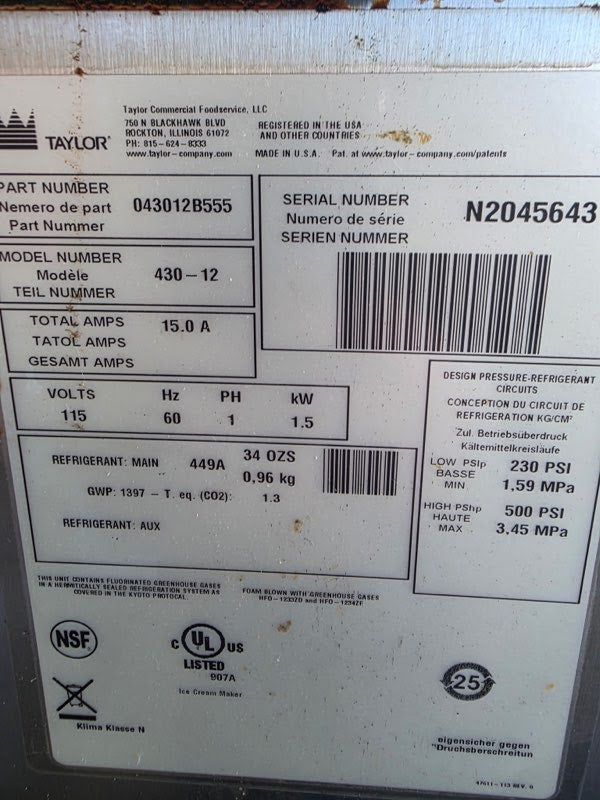 TAYLOR®
Taylor Commercial Foodservice, LLC
750 N BLACKHAWK BLVD
ROCKTON, ILLINOIS 61072
PH: 815-624-8333
www.taylor-company.com
REGISTERED IN THE USA
AND OTHER COUNTRIES
MADE IN U.S.A. Pat. at www.taylor-company.com/patents
PART NUMBER
Nemero de part
Part Nummer
043012B555
SERIAL NUMBER
Numero de série
SERIEN NUMMER
N2045643
MODEL NUMBER
Modèle
TEIL NUMMER
430-12
TOTAL AMPS
TATOL AMPS
GESAMT AMPS
15.0 A
VOLTS Hz PH kW
115 60 1 1.5
DESIGN PRESSURE-REFRIGERANT
CIRCUITS
CONCEPTION DU CIRCUIT DE
REFRIGERATION KG/CM²
Zul. Betriebsüberdruck
Kältemittelkreisläufe
LOW PSIp
BASSE
MIN
230 PSI
1,59 MPa
HIGH PShp
HAUTE
MAX
500 PSI
3,45 MPa
REFRIGERANT: MAIN 449A 34 OZS
0,96 kg
GWP: 1397 - T. eq. (CO2): 1.3
REFRIGERANT: AUX
THIS UNIT CONTAINS FLUORINATED GREENHOUSE GASES
IN A HERMITICALLY SEALED REFRIGERATION SYSTEM AS
COVERED IN THE KYOTO PROTOCAL
FOAM BLOWN WITH GREENHOUSE GASES
HFO-1233ZD and HFO-1234ZF
NSF
C UL US
LISTED
907A
Ice Cream Maker
25
Klima Klasse N
eigensicher gegen
"Druchsberschreitun
47611-113 REV. 0